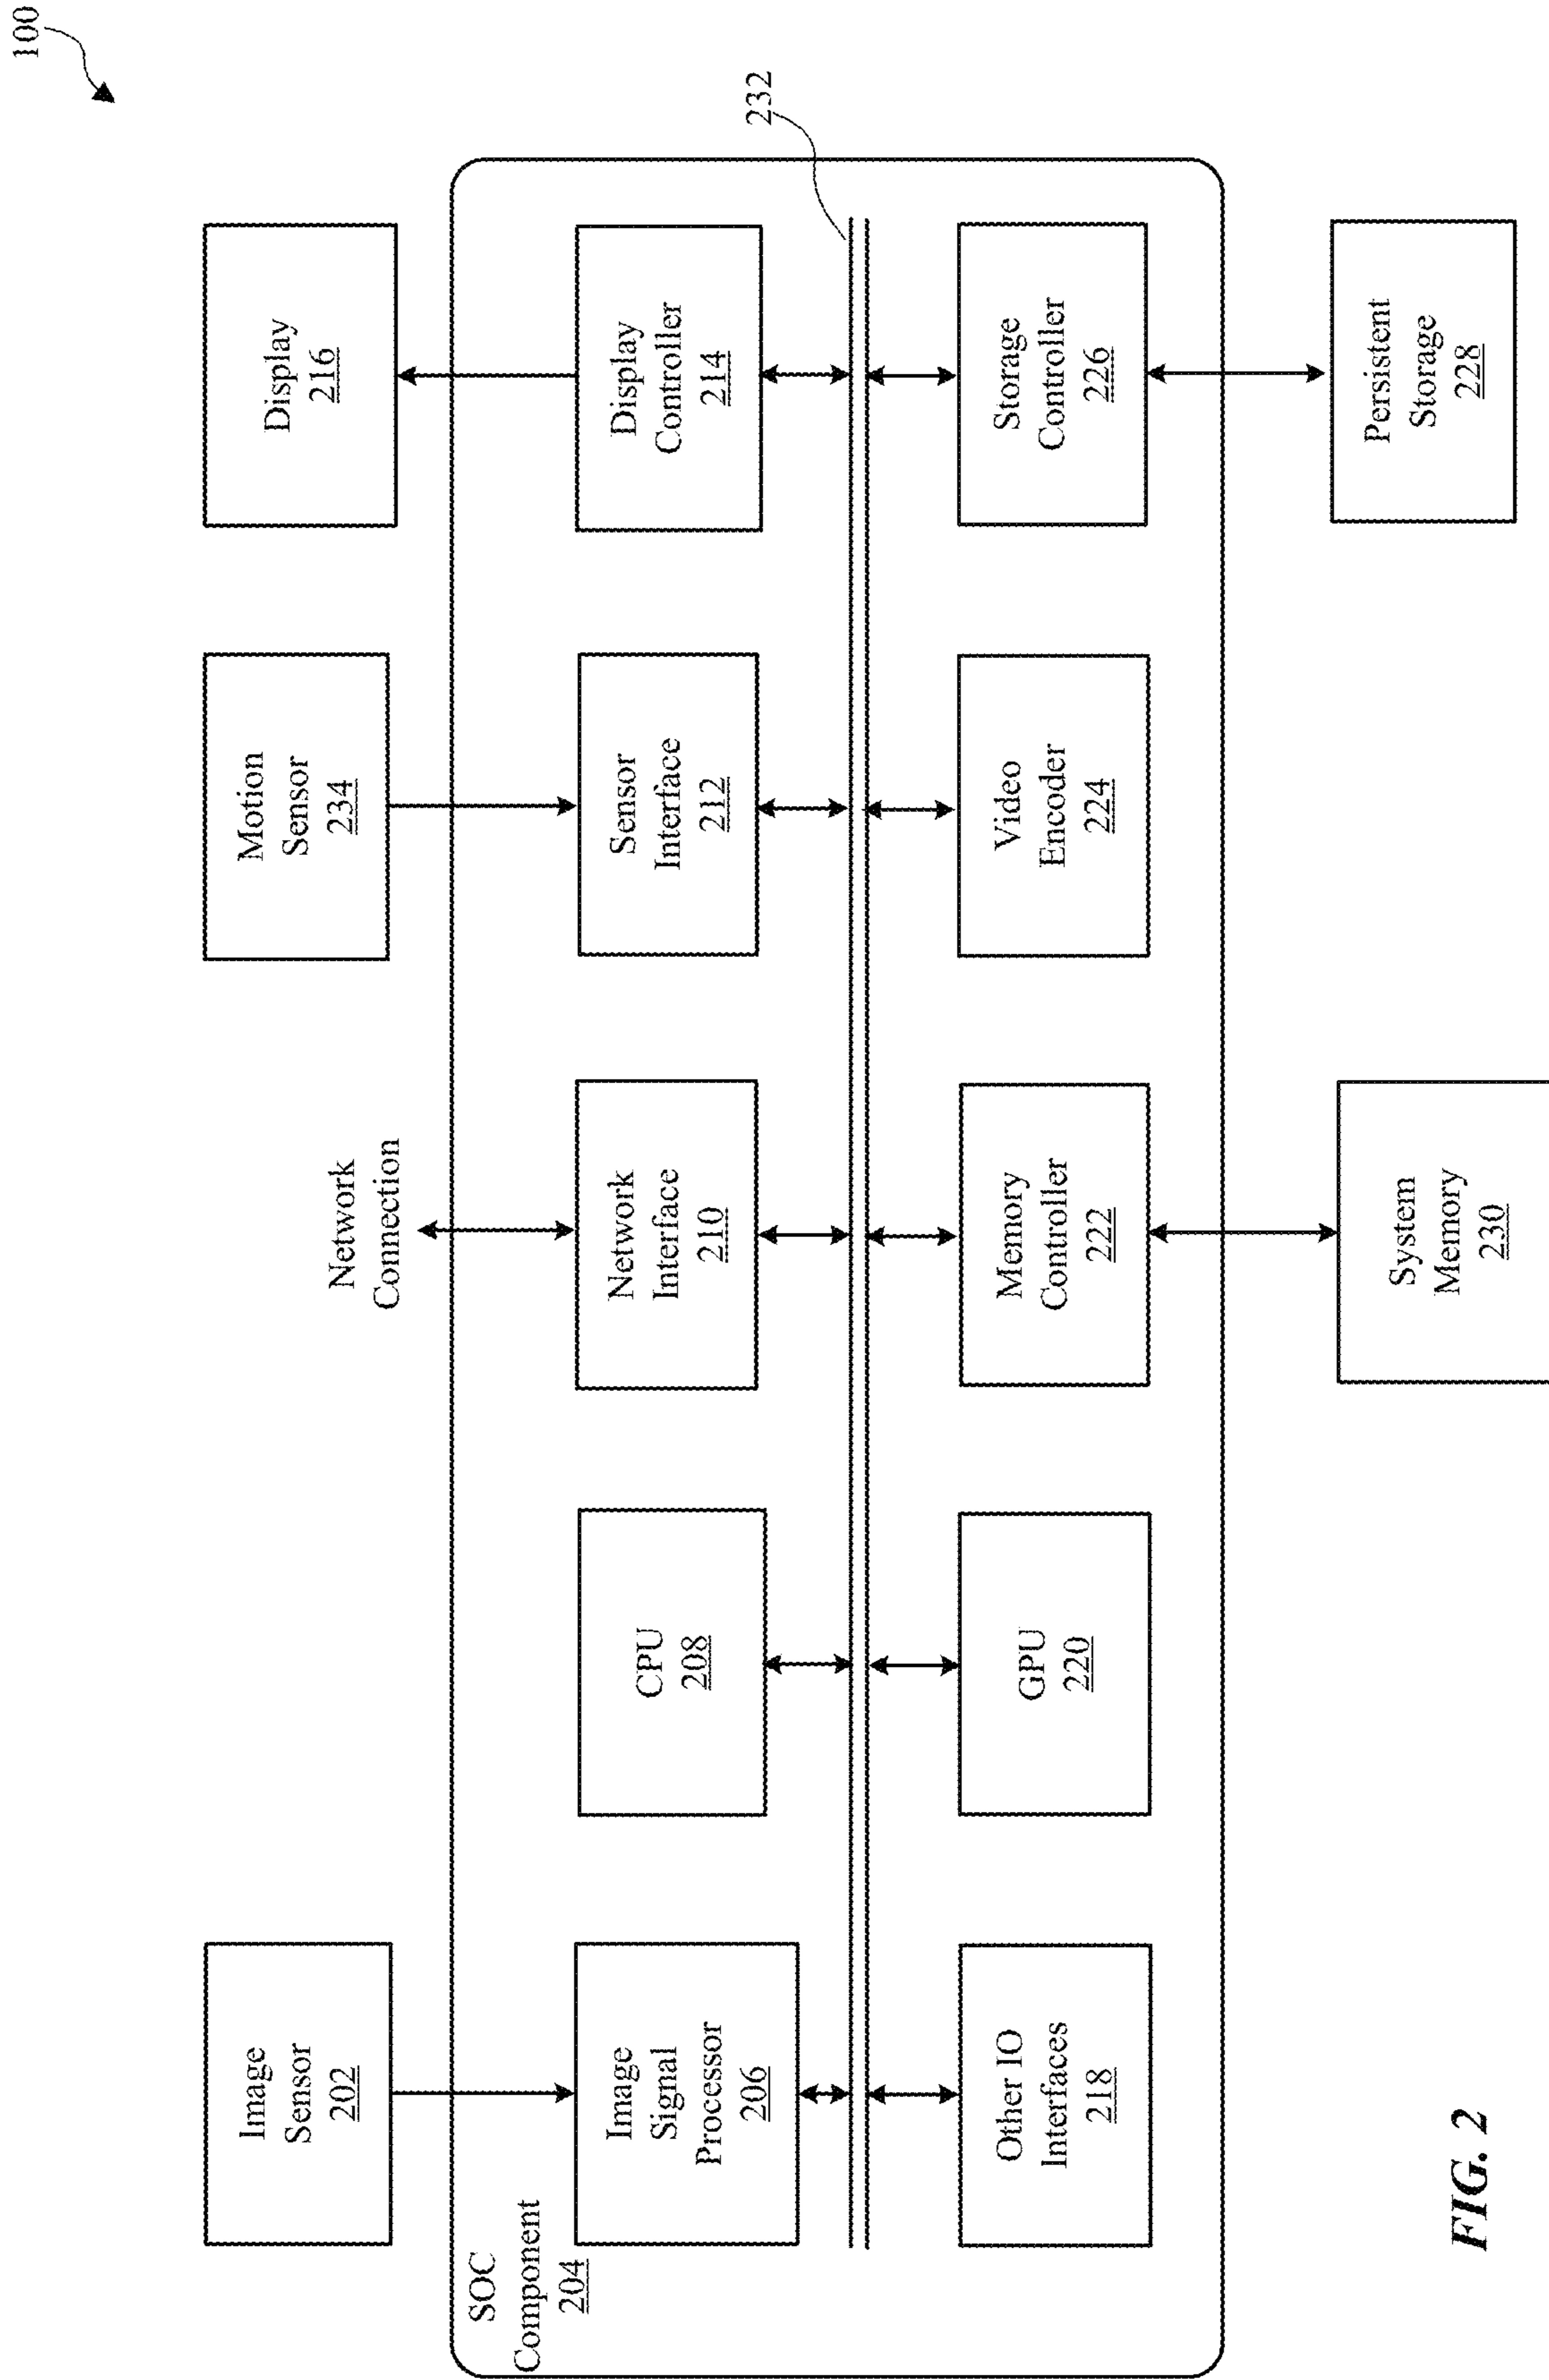 100
Image
Sensor
202
Network
Connection
Motion
Sensor
234
Display
216
SOC
Component
204
Image
Signal
Processor
206
CPU
208
Network
Interface
210
Sensor
Interface
212
Display
Controller
214
232
Other IO
Interfaces
218
GPU
220
Memory
Controller
222
Video
Encoder
224
Storage
Controller
226
System
Memory
230
Persistent
Storage
228
FIG. 2